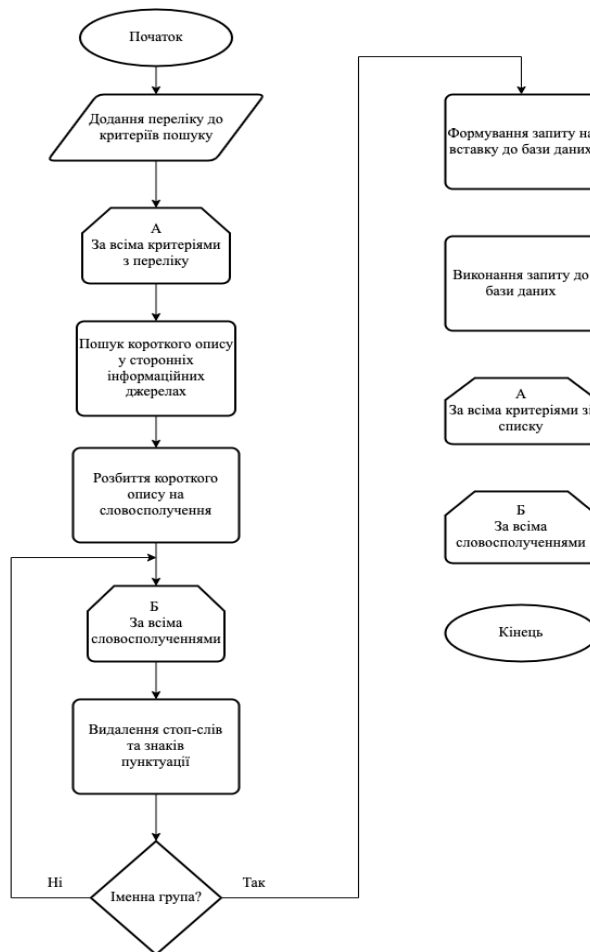 Початок
Додання переліку до
критеріїв пошуку
А
За всіма критеріями
з переліку
Пошук короткого опису
у сторонніх
інформаційних
джерелах
Розбиття короткого
опису на
словосполучення
Б
За всіма
словосполученнями
Видалення стоп-слів
та знаків
пунктуації
Ні
Іменна група?
Так
Формування запиту на
вставку до бази даних
Виконання запиту до
бази даних
А
За всіма критеріями зі
списку
Б
За всіма
словосполученнями
Кінець